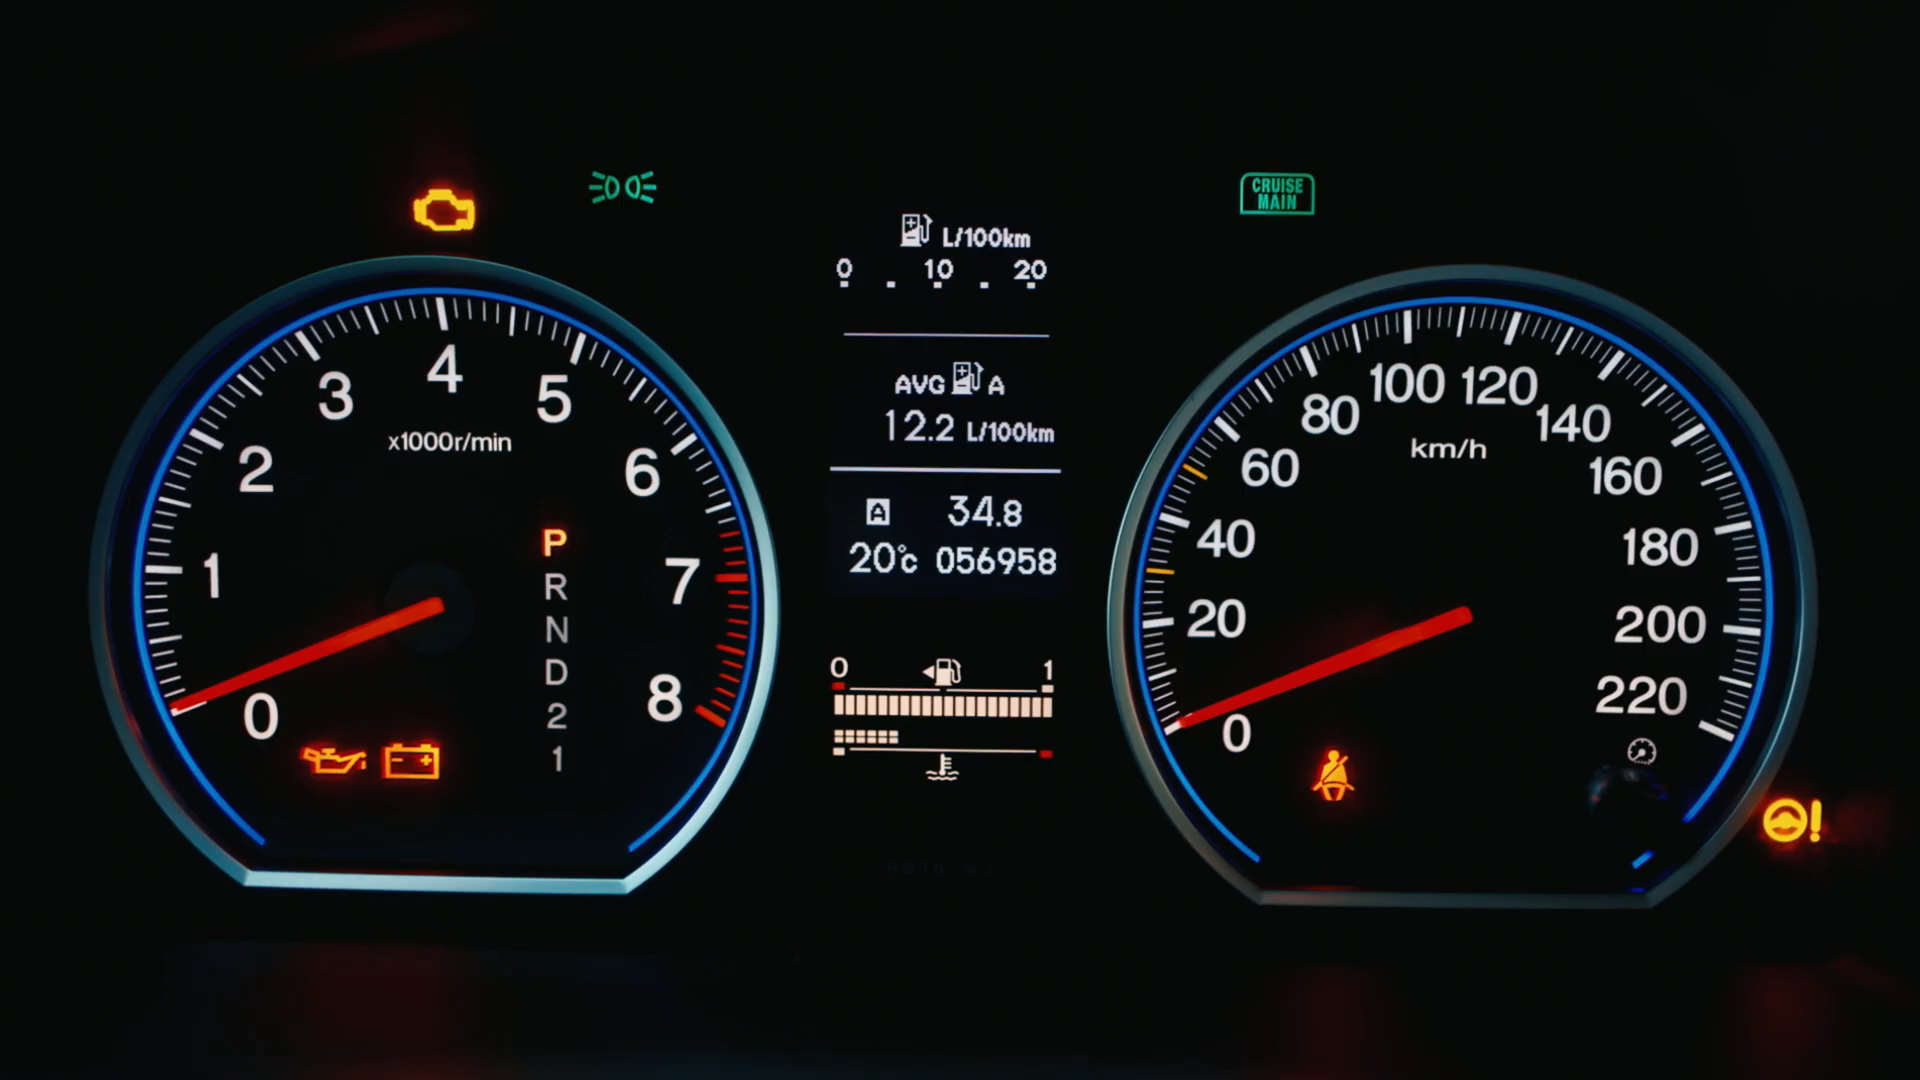 CRUISE
MAIN
L/100km
0 . 10 . 20
AVG A
12.2 L/100km
A 34.8
20°c 056958
0 1
0
1
2
3
4
5
6
7
8
x1000r/min
P
R
N
D
2
1
0
20
40
60
80
100
120
140
160
180
200
220
km/h